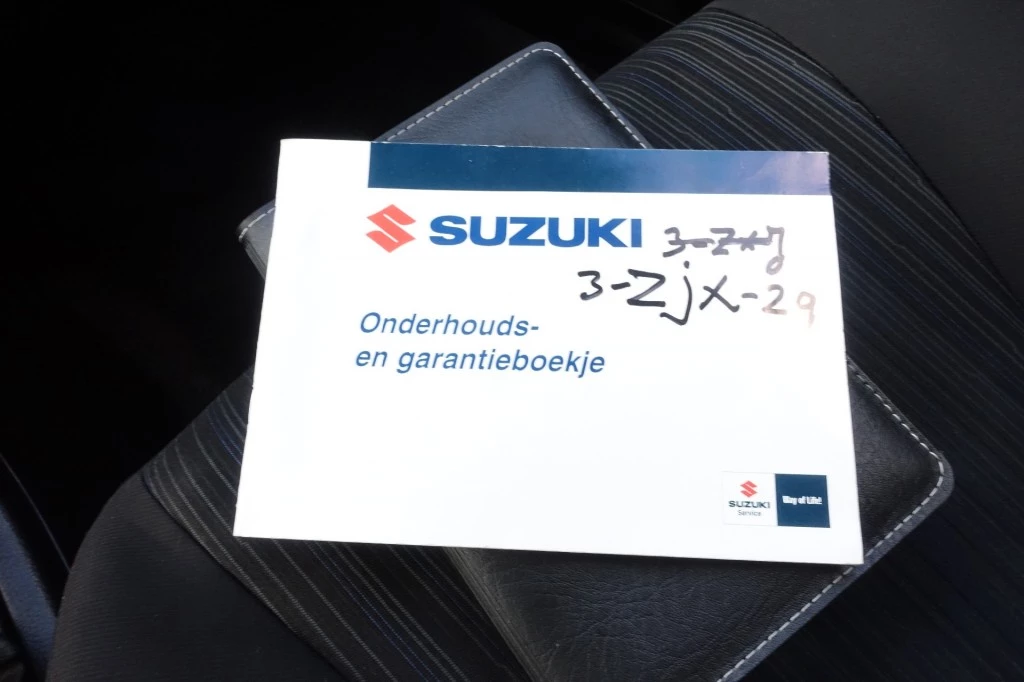 SUZUKI
3-ZJX-29
Onderhouds-
en garantieboekje
SUZUKI
Service
Way of Life!